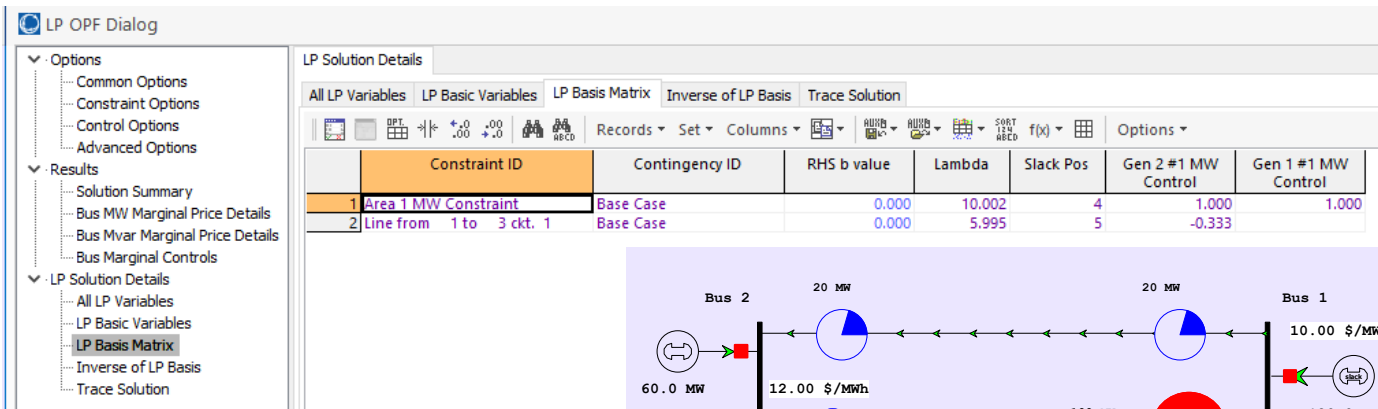 LP OPF Dialog
Options
Common Options
Constraint Options
Control Options
Advanced Options
Results
Solution Summary
Bus MW Marginal Price Details
Bus Mvar Marginal Price Details
Bus Marginal Controls
LP Solution Details
All LP Variables
LP Basic Variables
LP Basis Matrix
Inverse of LP Basis
Trace Solution
LP Solution Details
All LP Variables LP Basic Variables LP Basis Matrix Inverse of LP Basis Trace Solution
Records Set Columns f(x) Options
Constraint ID Contingency ID RHS b value Lambda Slack Pos Gen 2 #1 MW Control Gen 1 #1 MW Control
1 Area 1 MW Constraint Base Case 0.000 10.002 4 1.000 1.000
2 Line from 1 to 3 ckt. 1 Base Case 0.000 5.995 5 -0.333
Bus 2 20 MW 20 MW Bus 1
10.00 $/MW
slack
60.0 MW 12.00 $/MWh